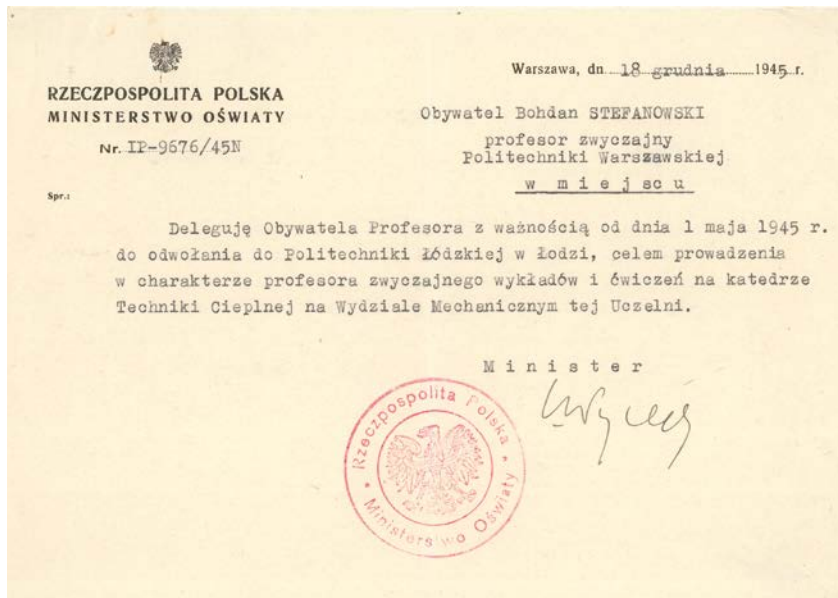 Warszawa, dn. 18 grudnia 1945 r.
RZECZPOSPOLITA POLSKA
MINISTERSTWO OŚWIATY
Nr. IP-9676/45N
Obywatel Bohdan STEFANOWSKI
profesor zwyczajny
Politechniki Warszawskiej
w miejscu
Spr.:
Deleguję Obywatela Profesora z ważnością od dnia 1 maja 1945 r.
do odwołania do Politechniki Łódzkiej w Łodzi, celem prowadzenia
w charakterze profesora zwyczajnego wykładów i ćwiczeń na katedrze
Techniki Cieplnej na Wydziale Mechanicznym tej Uczelni.
Minister
Rzeczpospolita Polska
Ministerstwo Oświaty